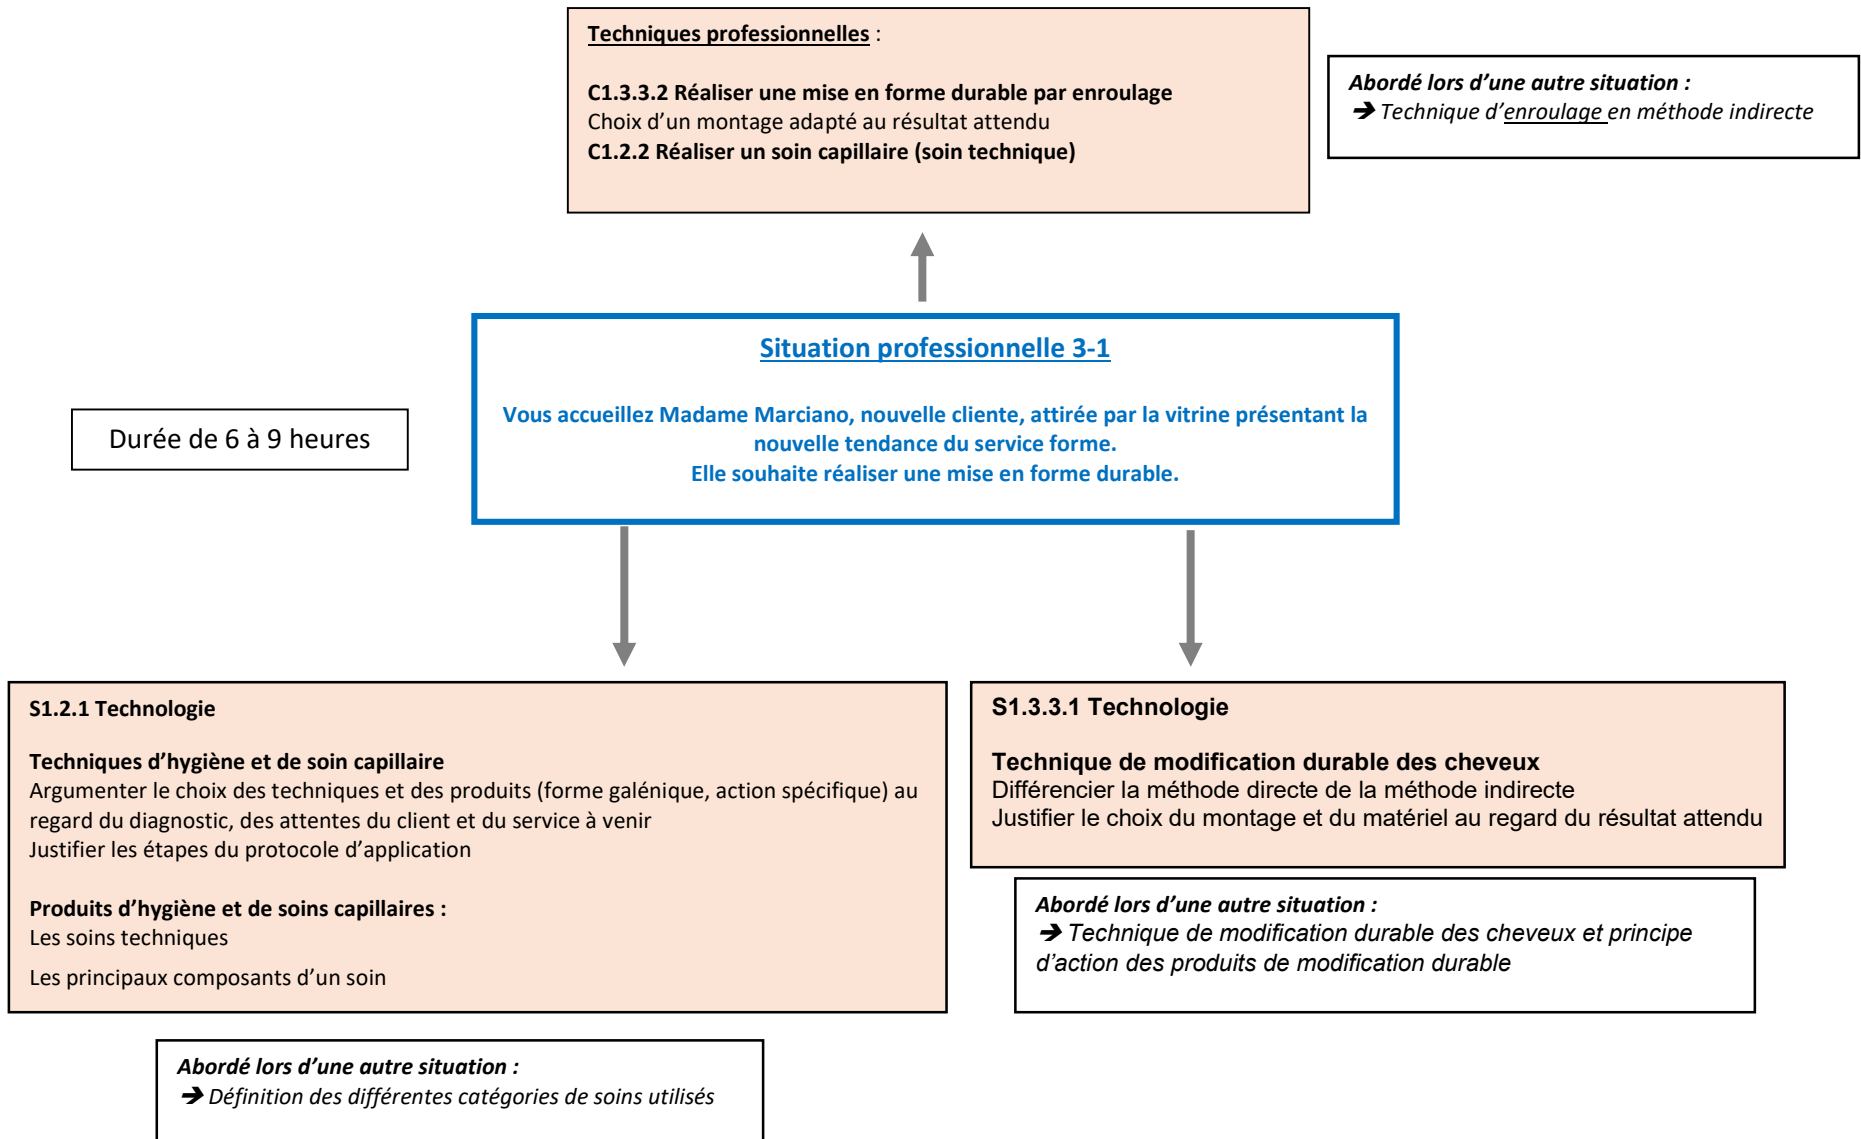 Techniques professionnelles :
C1.3.3.2 Réaliser une mise en forme durable par enroulage
Choix d’un montage adapté au résultat attendu
C1.2.2 Réaliser un soin capillaire (soin technique)
Abordé lors d’une autre situation :
➔ Technique d’enroulage en méthode indirecte
Situation professionnelle 3-1
Vous accueillez Madame Marciano, nouvelle cliente, attirée par la vitrine présentant la
nouvelle tendance du service forme.
Elle souhaite réaliser une mise en forme durable.
Durée de 6 à 9 heures
S1.2.1 Technologie
Techniques d’hygiène et de soin capillaire
Argumenter le choix des techniques et des produits (forme galénique, action spécifique) au
regard du diagnostic, des attentes du client et du service à venir
Justifier les étapes du protocole d’application
Produits d’hygiène et de soins capillaires :
Les soins techniques
Les principaux composants d’un soin
Abordé lors d’une autre situation :
➔ Définition des différentes catégories de soins utilisés
S1.3.3.1 Technologie
Technique de modification durable des cheveux
Différencier la méthode directe de la méthode indirecte
Justifier le choix du montage et du matériel au regard du résultat attendu
Abordé lors d’une autre situation :
➔ Technique de modification durable des cheveux et principe
d’action des produits de modification durable